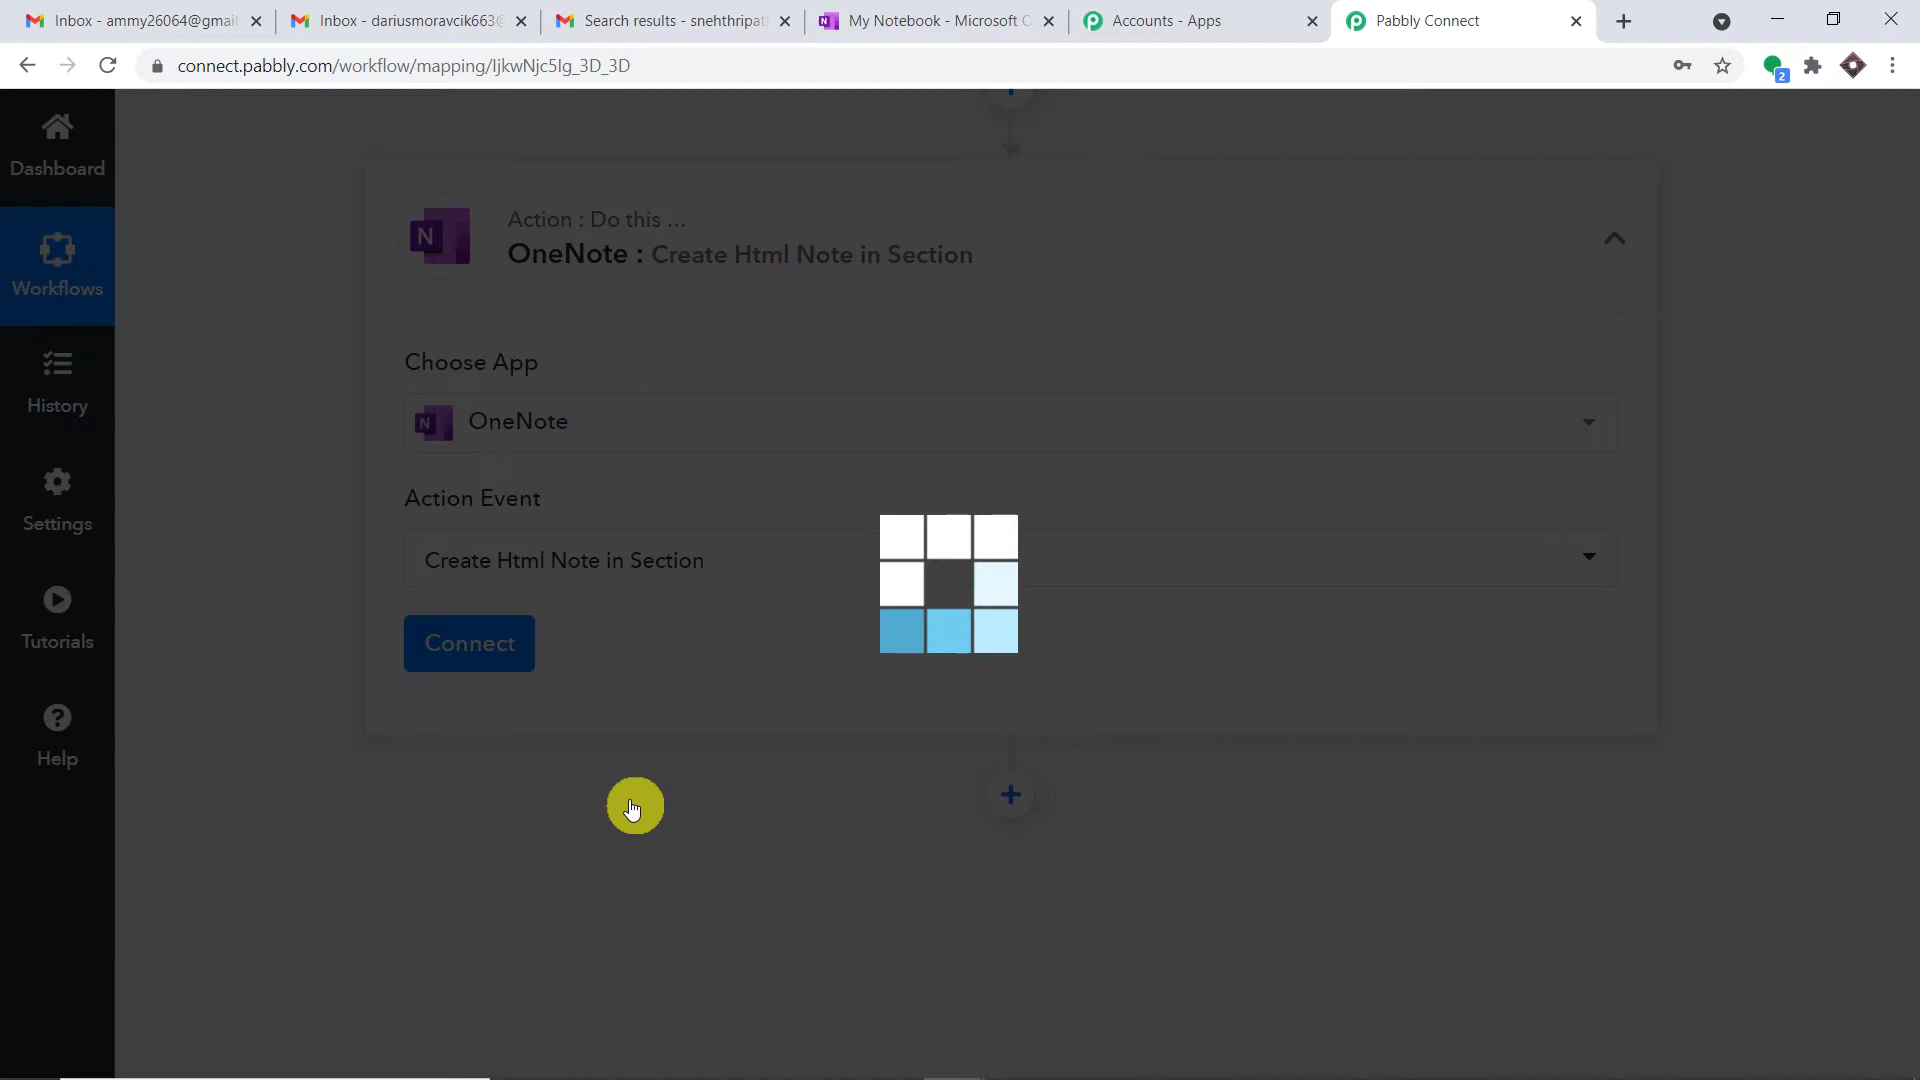 Inbox - ammy26064@gmail
Inbox - dariusmoravcik663@
Search results - snehthripat
My Notebook - Microsoft O
Accounts - Apps
Pabbly Connect
connect.pabbly.com/workflow/mapping/IjkwNjc5Ig_3D_3D
2
Dashboard
Workflows
History
Settings
Tutorials
Help
Action : Do this ...
OneNote : Create Html Note in Section
Choose App
OneNote
Action Event
Create Html Note in Section
Connect